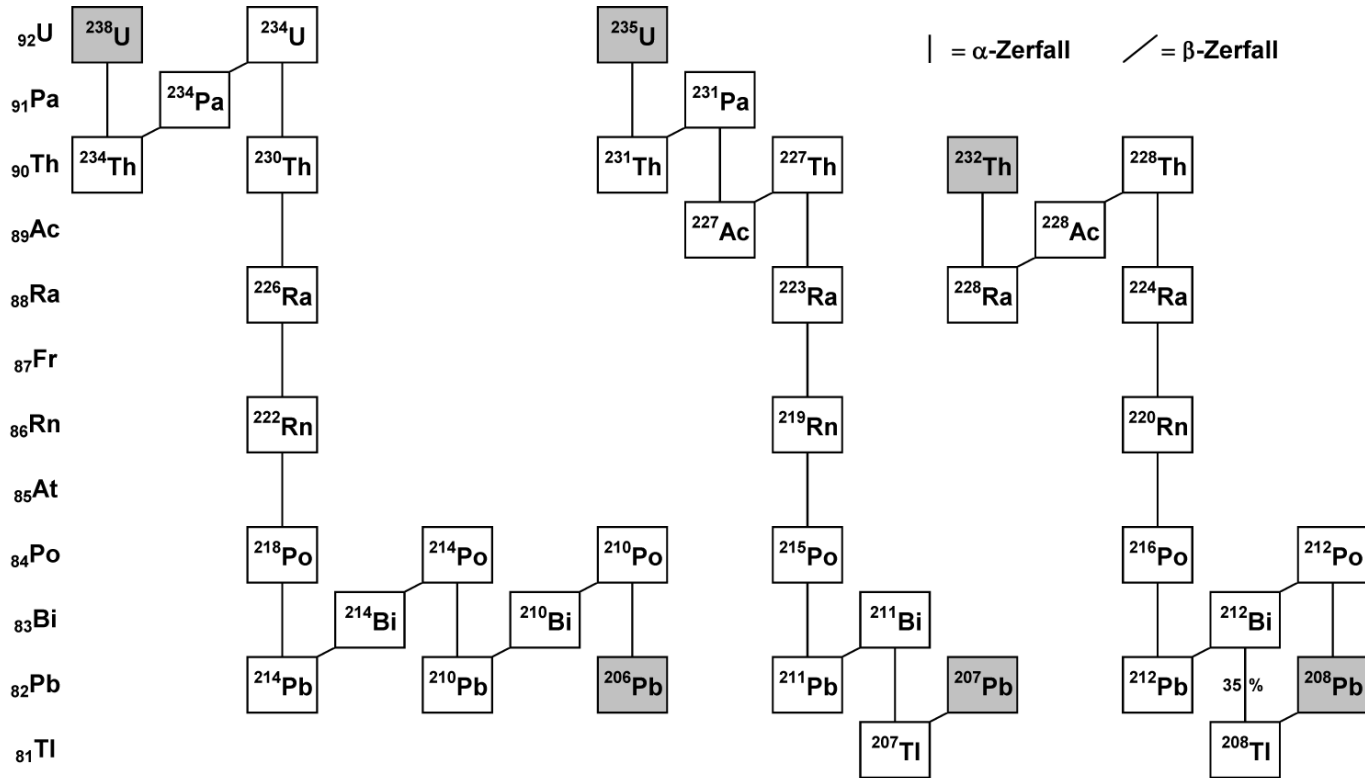 ₉₂U ²³⁸U ²³⁴U ²³⁵U | = α-Zerfall ╱ = β-Zerfall
₉₁Pa ²³⁴Pa ²³¹Pa
₉₀Th ²³⁴Th ²³⁰Th ²³¹Th ²²⁷Th ²³²Th ²²⁸Th
₈₉Ac ²²⁷Ac ²²⁸Ac
₈₈Ra ²²⁶Ra ²²³Ra ²²⁸Ra ²²⁴Ra
₈₇Fr
₈₆Rn ²²²Rn ²¹⁹Rn ²²⁰Rn
₈₅At
₈₄Po ²¹⁸Po ²¹⁴Po ²¹⁰Po ²¹⁵Po ²¹⁶Po ²¹²Po
₈₃Bi ²¹⁴Bi ²¹⁰Bi ²¹¹Bi ²¹²Bi
₈₂Pb ²¹⁴Pb ²¹⁰Pb ²⁰⁶Pb ²¹¹Pb ²⁰⁷Pb ²¹²Pb 35 % ²⁰⁸Pb
₈₁Tl ²⁰⁷Tl ²⁰⁸Tl